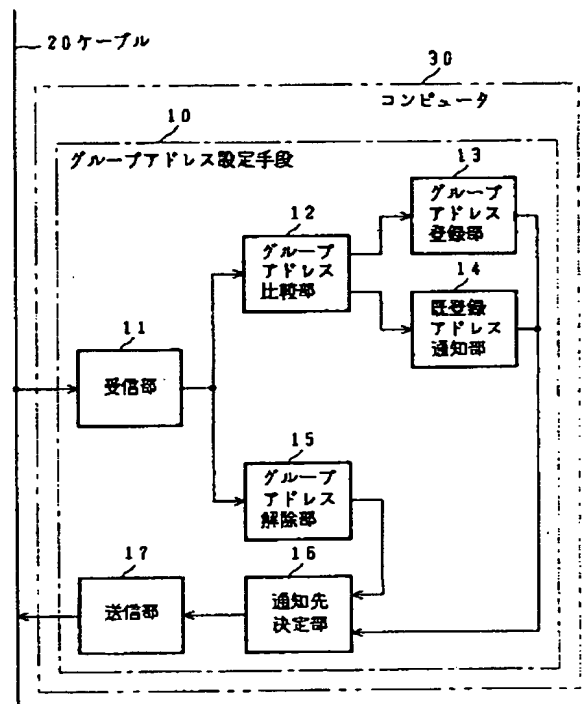 20ケーブル
30
コンピュータ
10
グループアドレス設定手段
13
グループ
アドレス
登録部
12
グループ
アドレス
比較部
14
既登録
アドレス
通知部
11
受信部
15
グループ
アドレス
解除部
17
送信部
16
通知先
決定部